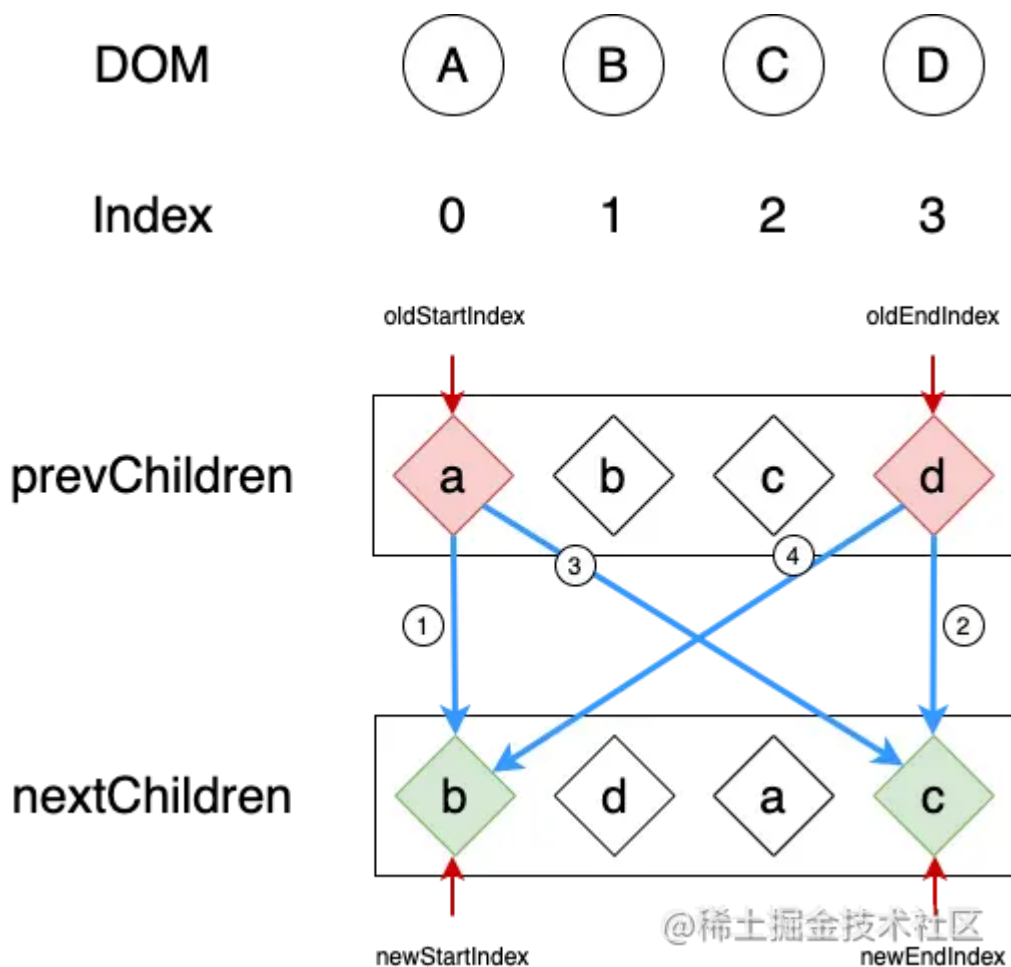 DOM A B C D
Index 0 1 2 3
oldStartIndex oldEndIndex
prevChildren a b c d
3 4
1 2
nextChildren b d a c
@稀土掘金技术社区
newStartIndex newEndIndex